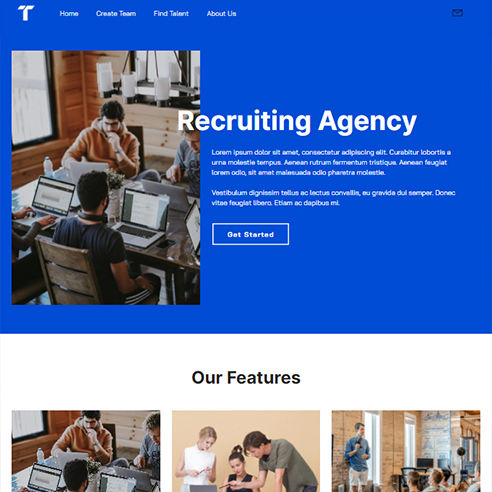 Home Create Team Find Talent About Us
Recruiting Agency
Lorem ipsum dolor sit amet, consectetur adipiscing elit. Curabitur lobortis a
urna molestie tempus. Aenean rutrum fermentum tristique. Aenean feugiat
lorem odio, sit amet malesuada odio pharetra molestie.
Vestibulum dignissim tellus ac lectus convallis, eu gravida dui semper. Donec
vitae feugiat libero. Etiam ac dapibus mi.
Get Started
Our Features